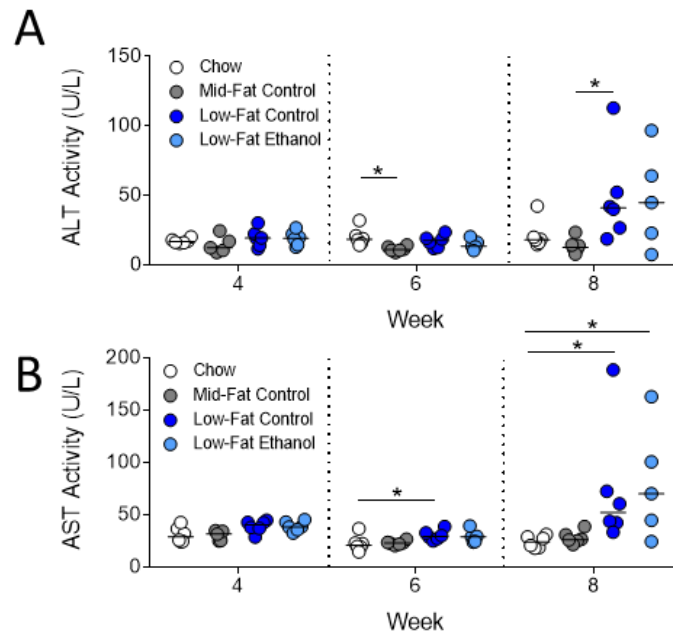 A
ALT Activity (U/L)
150
100
50
0
Chow
Mid-Fat Control
Low-Fat Control
Low-Fat Ethanol
*
*
4
6
8
Week
B
AST Activity (U/L)
200
150
100
50
0
Chow
Mid-Fat Control
Low-Fat Control
Low-Fat Ethanol
*
*
*
4
6
8
Week